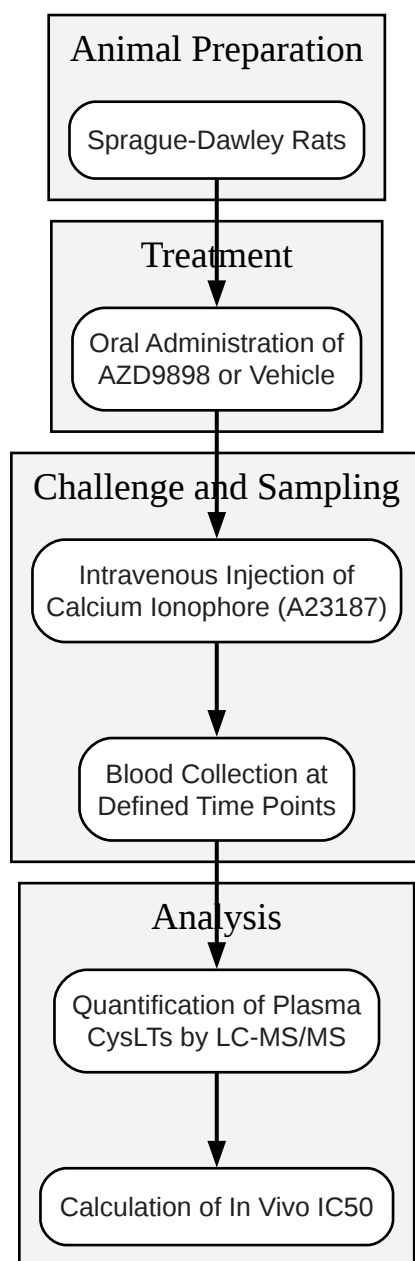 Animal Preparation
Sprague-Dawley Rats
Treatment
Oral Administration of
AZD9898 or Vehicle
Challenge and Sampling
Intravenous Injection of
Calcium Ionophore (A23187)
Blood Collection at
Defined Time Points
Analysis
Quantification of Plasma
CysLTs by LC-MS/MS
Calculation of In Vivo IC50